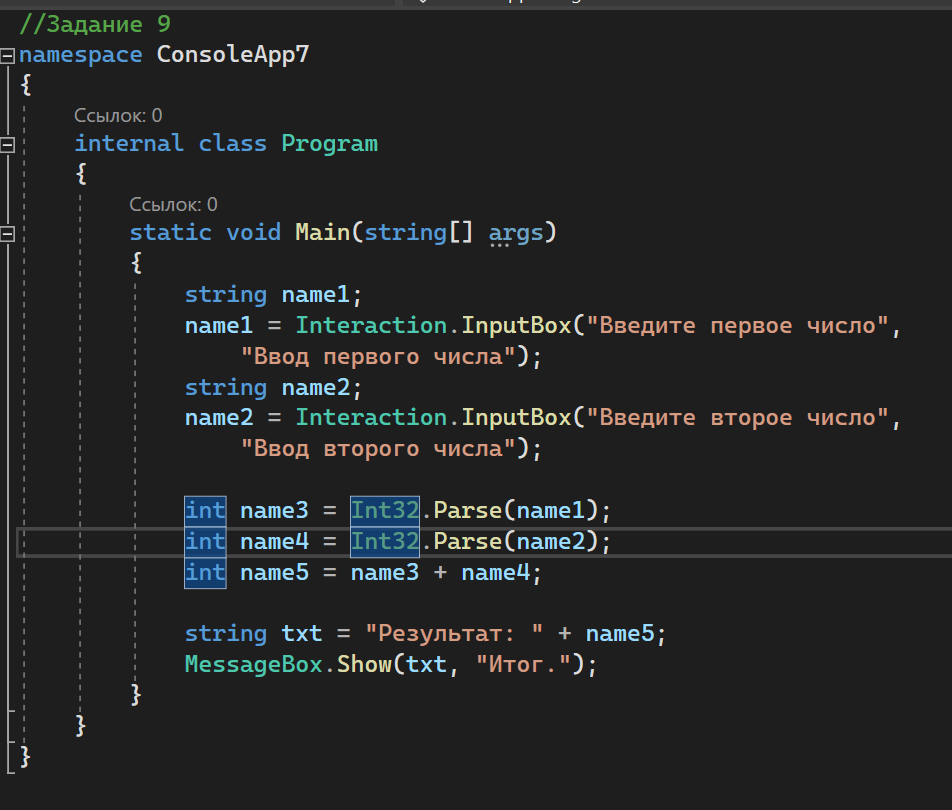 //Задание 9
namespace ConsoleApp7
{
Ссылок: 0
internal class Program
{
Ссылок: 0
static void Main(string[] args)
{
string name1;
name1 = Interaction.InputBox("Введите первое число",
"Ввод первого числа");
string name2;
name2 = Interaction.InputBox("Введите второе число",
"Ввод второго числа");
int name3 = Int32.Parse(name1);
int name4 = Int32.Parse(name2);
int name5 = name3 + name4;
string txt = "Результат: " + name5;
MessageBox.Show(txt, "Итог.");
}
}
}